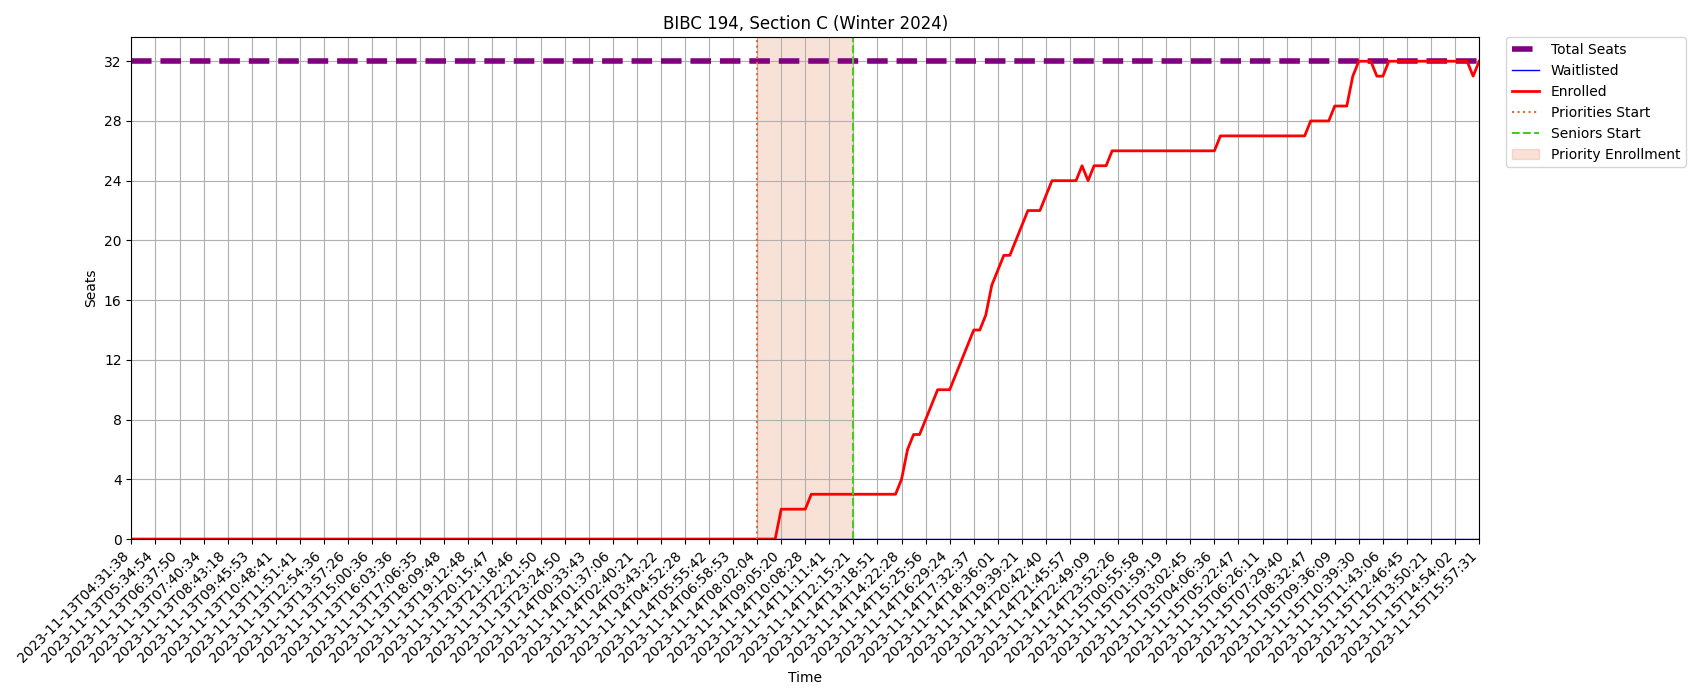 BIBC 194, Section C (Winter 2024)
Total Seats
Waitlisted
Enrolled
Priorities Start
Seniors Start
Priority Enrollment
Seats
32
28
24
20
16
12
8
4
0
2023-11-13T04:31:38
2023-11-13T05:34:54
2023-11-13T06:37:50
2023-11-13T07:40:34
2023-11-13T08:43:18
2023-11-13T09:45:53
2023-11-13T10:48:41
2023-11-13T11:51:41
2023-11-13T12:54:36
2023-11-13T13:57:26
2023-11-13T15:00:36
2023-11-13T16:03:36
2023-11-13T17:06:35
2023-11-13T18:09:48
2023-11-13T19:12:48
2023-11-13T20:15:47
2023-11-13T21:18:46
2023-11-13T22:21:50
2023-11-13T23:24:50
2023-11-14T00:33:43
2023-11-14T01:37:06
2023-11-14T02:40:21
2023-11-14T03:43:22
2023-11-14T04:52:28
2023-11-14T05:55:42
2023-11-14T06:58:53
2023-11-14T08:02:04
2023-11-14T09:05:20
2023-11-14T10:08:28
2023-11-14T11:11:41
2023-11-14T12:15:21
2023-11-14T13:18:51
2023-11-14T14:22:28
2023-11-14T15:25:56
2023-11-14T16:29:24
2023-11-14T17:32:37
2023-11-14T18:36:01
2023-11-14T19:39:21
2023-11-14T20:42:40
2023-11-14T21:45:57
2023-11-14T22:49:09
2023-11-14T23:52:26
2023-11-15T00:55:58
2023-11-15T01:59:19
2023-11-15T03:02:45
2023-11-15T04:06:36
2023-11-15T05:22:47
2023-11-15T06:26:11
2023-11-15T07:29:40
2023-11-15T08:32:47
2023-11-15T09:36:09
2023-11-15T10:39:30
2023-11-15T11:43:06
2023-11-15T12:46:45
2023-11-15T13:50:21
2023-11-15T14:54:02
2023-11-15T15:57:31
Time